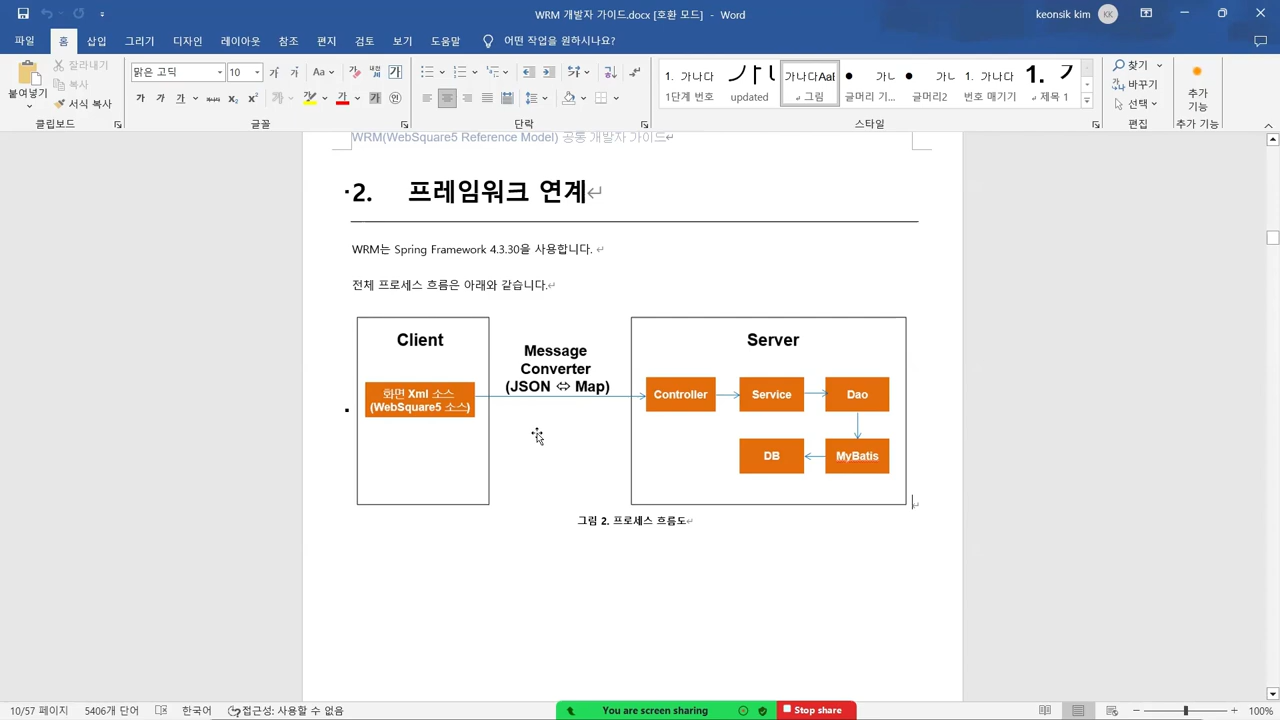 WRM 개발자 가이드.docx [호환 모드] - Word
keonsik kim
KK
파일 홈 삽입 그리기 디자인 레이아웃 참조 편지 검토 보기 도움말 어떤 작업을 원하시나요?
붙여넣기
잘라내기
복사
서식 복사
클립보드
맑은 고딕 10
글꼴
단락
1. 가나다
1단계 번호
updated
가나다AaB
그림
글머리 기...
글머리2
1. 가나다
번호 매기기
1.
제목 1
스타일
찾기
바꾸기
선택
편집
추가 기능
추가 기능
WRM(WebSquare5 Reference Model) 공통 개발자 가이드
2. 프레임워크 연계
WRM는 Spring Framework 4.3.30을 사용합니다.
전체 프로세스 흐름은 아래와 같습니다.
Client
화면 Xml 소스
(WebSquare5 소스)
Message
Converter
(JSON ⇔ Map)
Server
Controller
Service
Dao
DB
MyBatis
그림 2. 프로세스 흐름도
10/57 페이지 5406개 단어 한국어 접근성: 사용할 수 없음
You are screen sharing
Stop share
100%